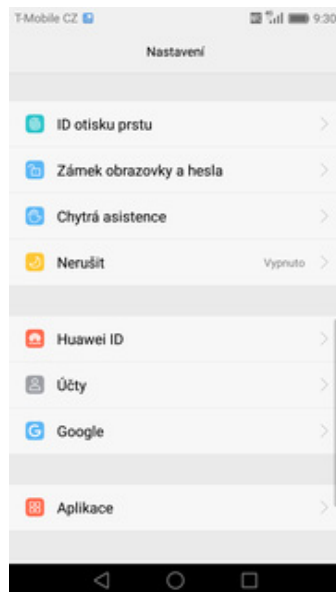 T-Mobile CZ 9:30
Nastavení
ID otisku prstu
Zámek obrazovky a hesla
Chytrá asistence
Nerušit Vypnuto
Huawei ID
Účty
Google
Aplikace